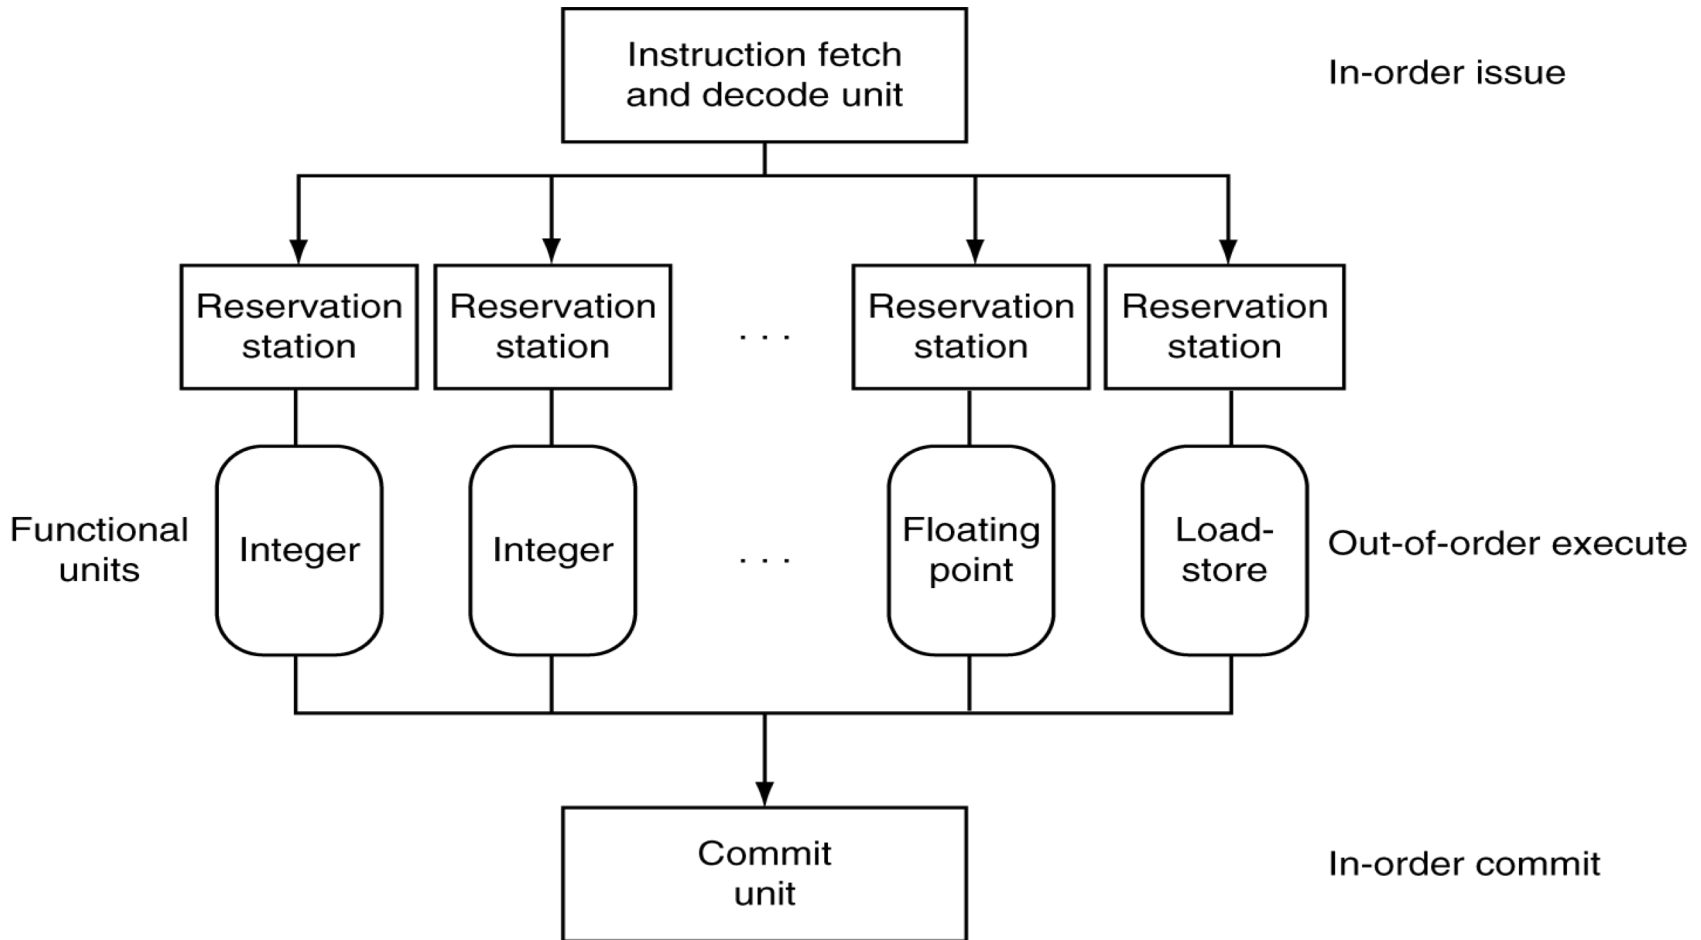 Instruction fetch
and decode unit
In-order issue
Reservation
station
Reservation
station
. . .
Reservation
station
Reservation
station
Functional
units
Integer
Integer
. . .
Floating
point
Load-
store
Out-of-order execute
Commit
unit
In-order commit